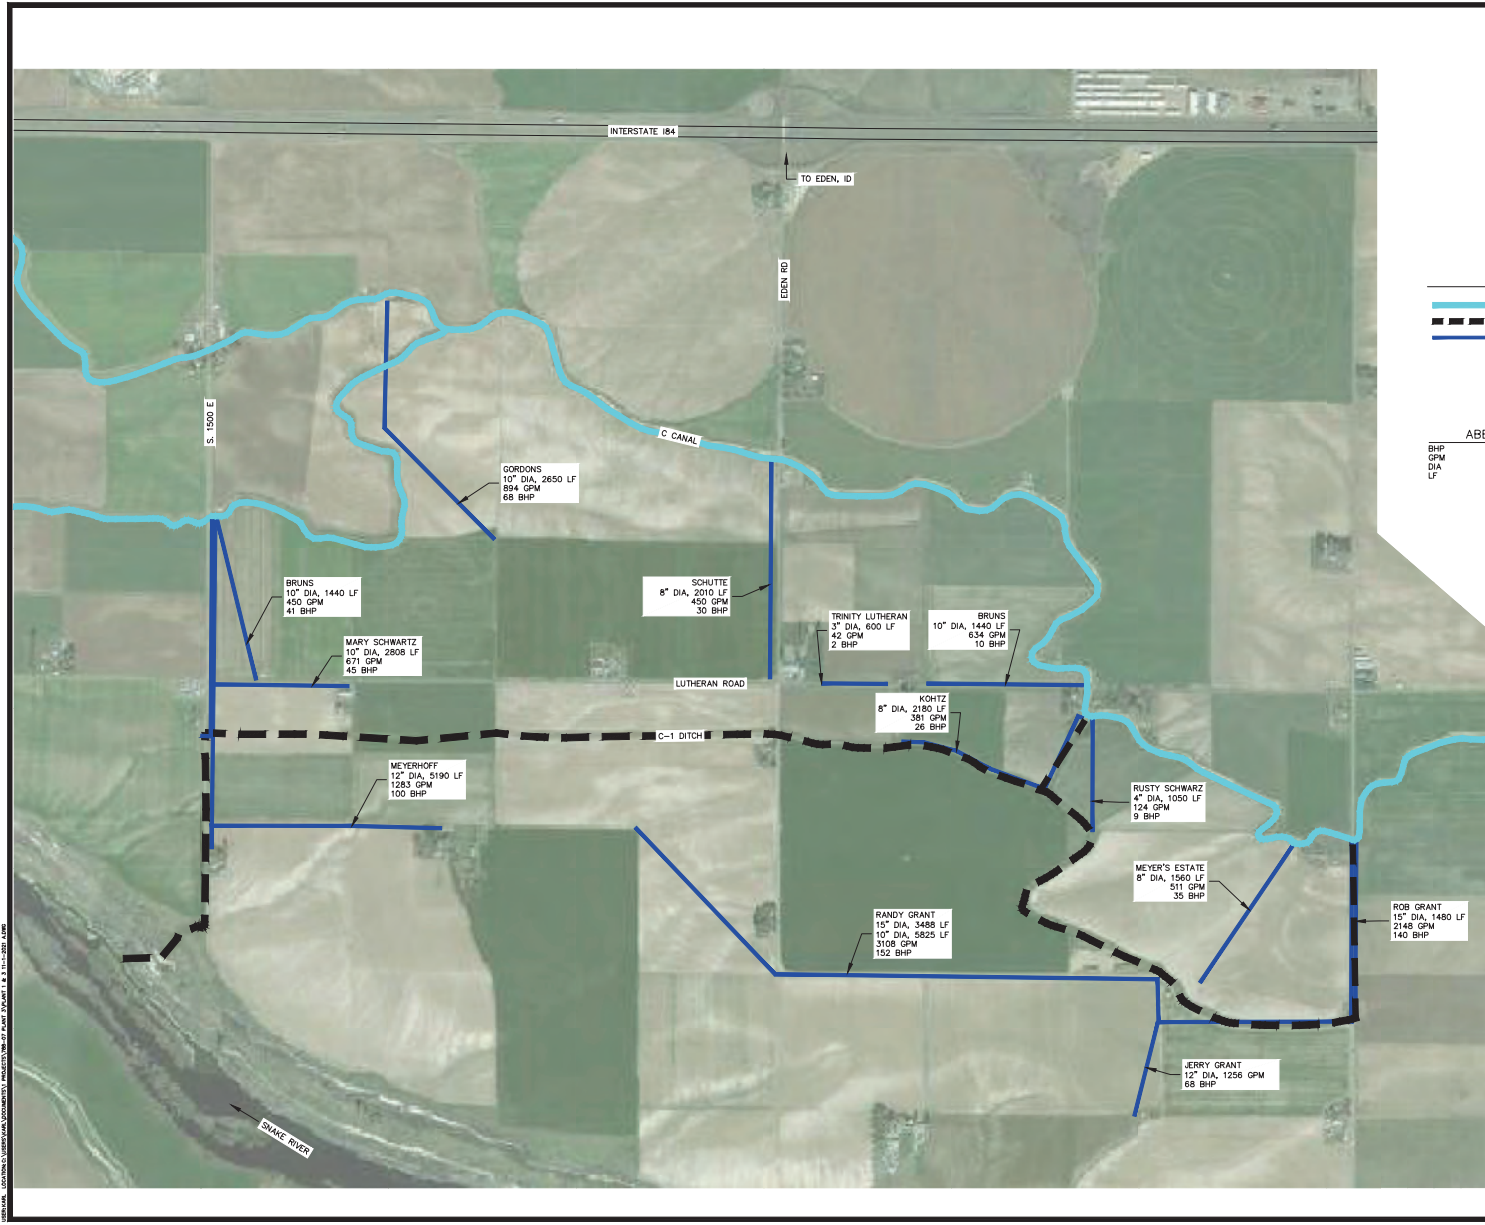 INTERSTATE I84
TO EDEN, ID
EDEN RD
S. 1500 E
C CANAL
ABB
BHP
GPM
DIA
LF
GORDONS
10" DIA, 2650 LF
894 GPM
68 BHP
BRUNS
10" DIA, 1440 LF
450 GPM
41 BHP
SCHUTTE
8" DIA, 2010 LF
450 GPM
30 BHP
TRINITY LUTHERAN
3" DIA, 600 LF
42 GPM
2 BHP
BRUNS
10" DIA, 1440 LF
634 GPM
10 BHP
MARY SCHWARTZ
10" DIA, 2808 LF
671 GPM
45 BHP
LUTHERAN ROAD
KOHTZ
8" DIA, 2180 LF
381 GPM
26 BHP
C-1 DITCH
MEYERHOFF
12" DIA, 5190 LF
1283 GPM
100 BHP
RUSTY SCHWARZ
4" DIA, 1050 LF
124 GPM
9 BHP
MEYER'S ESTATE
8" DIA, 1560 LF
511 GPM
35 BHP
ROB GRANT
15" DIA, 1480 LF
2148 GPM
140 BHP
RANDY GRANT
15" DIA, 3488 LF
10" DIA, 5825 LF
3108 GPM
152 BHP
JERRY GRANT
12" DIA, 1256 GPM
68 BHP
SNAKE RIVER